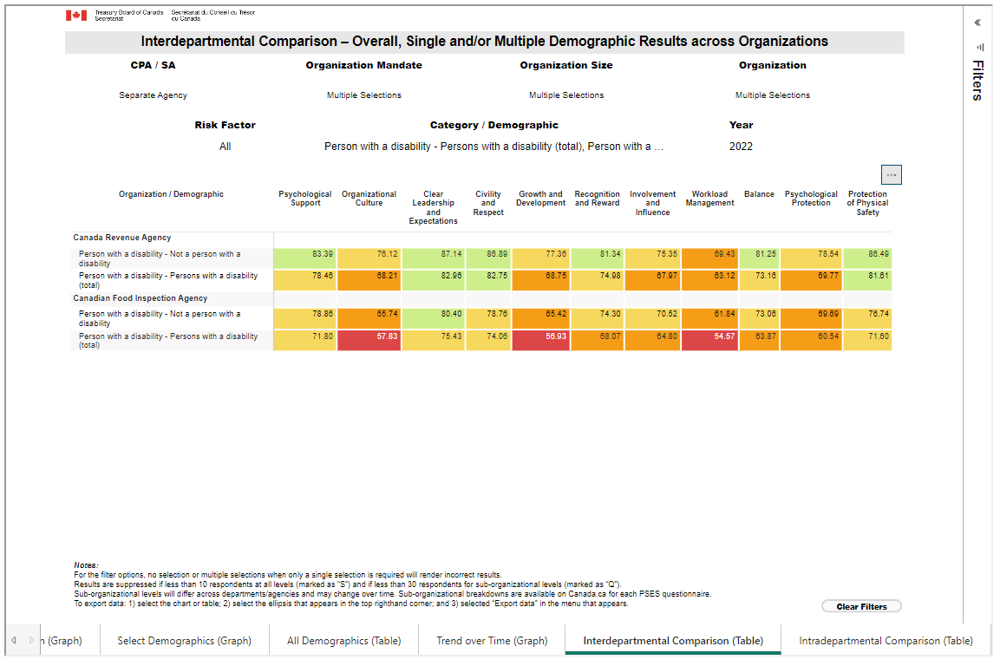 Treasury Board of Canada Secrétariat du Conseil du Trésor
Secretariat du Canada
Interdepartmental Comparison – Overall, Single and/or Multiple Demographic Results across Organizations
CPA / SA Organization Mandate Organization Size Organization
Separate Agency Multiple Selections Multiple Selections Multiple Selections
Risk Factor Category / Demographic Year
All Person with a disability - Persons with a disability (total), Person with a … 2022
Filters
Organization / Demographic Psychological Support Organizational Culture Clear Leadership and Expectations Civility and Respect Growth and Development Recognition and Reward Involvement and Influence Workload Management Balance Psychological Protection Protection of Physical Safety
Canada Revenue Agency
Person with a disability - Not a person with a disability 83.39 76.12 87.14 86.89 77.36 81.34 75.35 69.43 81.25 78.54 86.49
Person with a disability - Persons with a disability (total) 78.46 68.21 82.96 82.75 68.75 74.98 67.97 63.12 73.16 69.77 81.61
Canadian Food Inspection Agency
Person with a disability - Not a person with a disability 78.86 65.74 80.40 78.76 65.42 74.30 70.52 61.84 73.06 69.69 76.74
Person with a disability - Persons with a disability (total) 71.80 57.83 75.43 74.06 56.93 68.07 64.80 54.57 63.87 60.54 71.60
Notes:
For the filter options, no selection or multiple selections when only a single selection is required will render incorrect results.
Results are suppressed if less than 10 respondents at all levels (marked as “S”) and if less than 30 respondents for sub-organizational levels (marked as “Q”).
Sub-organizational levels will differ across departments/agencies and may change over time. Sub-organizational breakdowns are available on Canada.ca for each PSES questionnaire.
To export data: 1) select the chart or table; 2) select the ellipsis that appears in the top righthand corner; and 3) selected “Export data” in the menu that appears.
Clear Filters
n (Graph) Select Demographics (Graph) All Demographics (Table) Trend over Time (Graph) Interdepartmental Comparison (Table) Intradepartmental Comparison (Table)